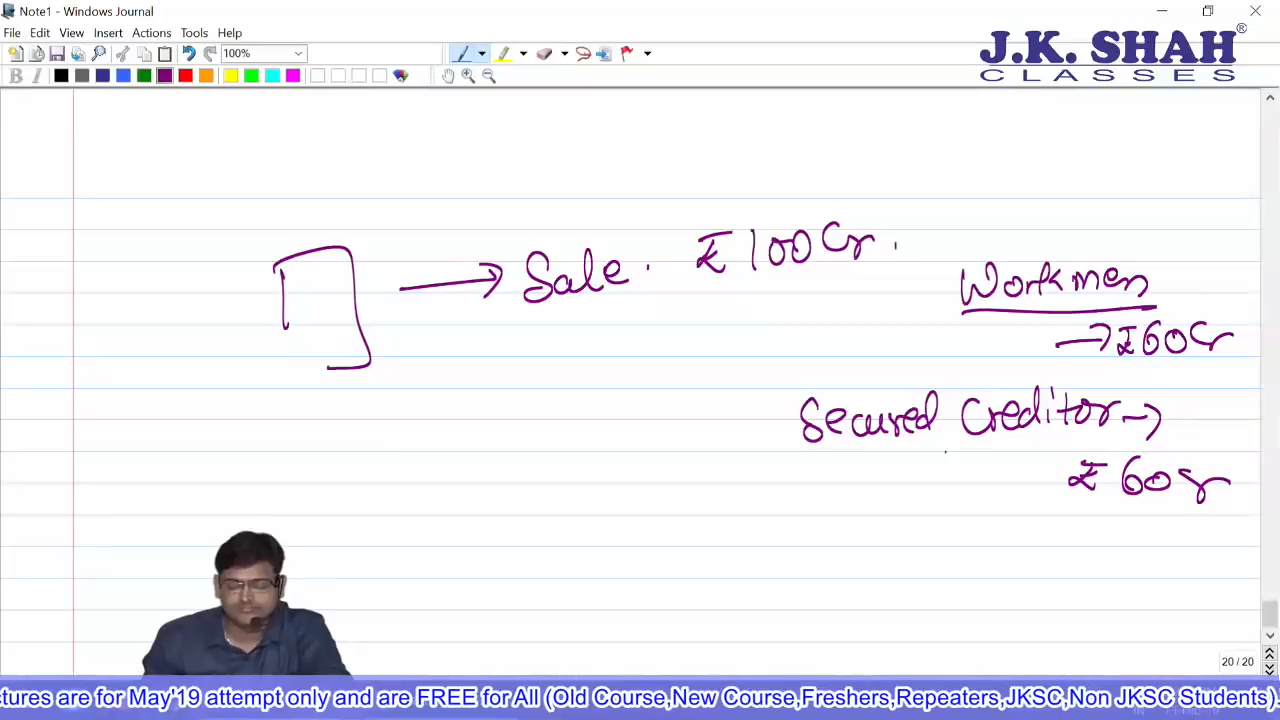 Note1 - Windows Journal
File Edit View Insert Actions Tools Help
100%
B I
J.K. SHAH®
CLASSES
→ Sale. ₹ 100 Cr.
Workmen
→ ₹60Cr
Secured Creditor →
₹ 60Cr
20 / 20
ctures are for May'19 attempt only and are FREE for All (Old Course,New Course,Freshers,Repeaters,JKSC,Non JKSC Students).